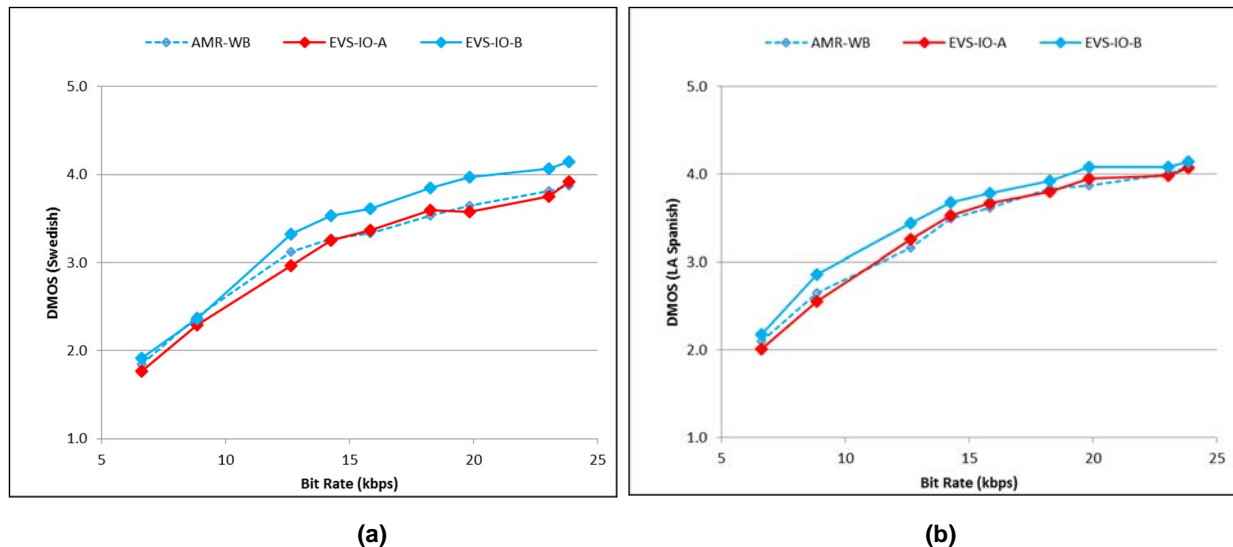 AMR-WB EVS-IO-A EVS-IO-B
5.0
4.0
3.0
2.0
1.0
DMOS (Swedish)
5 10 15 20 25
Bit Rate (kbps)
(a)
AMR-WB EVS-IO-A EVS-IO-B
5.0
4.0
3.0
2.0
1.0
DMOS (LA Spanish)
5 10 15 20 25
Bit Rate (kbps)
(b)